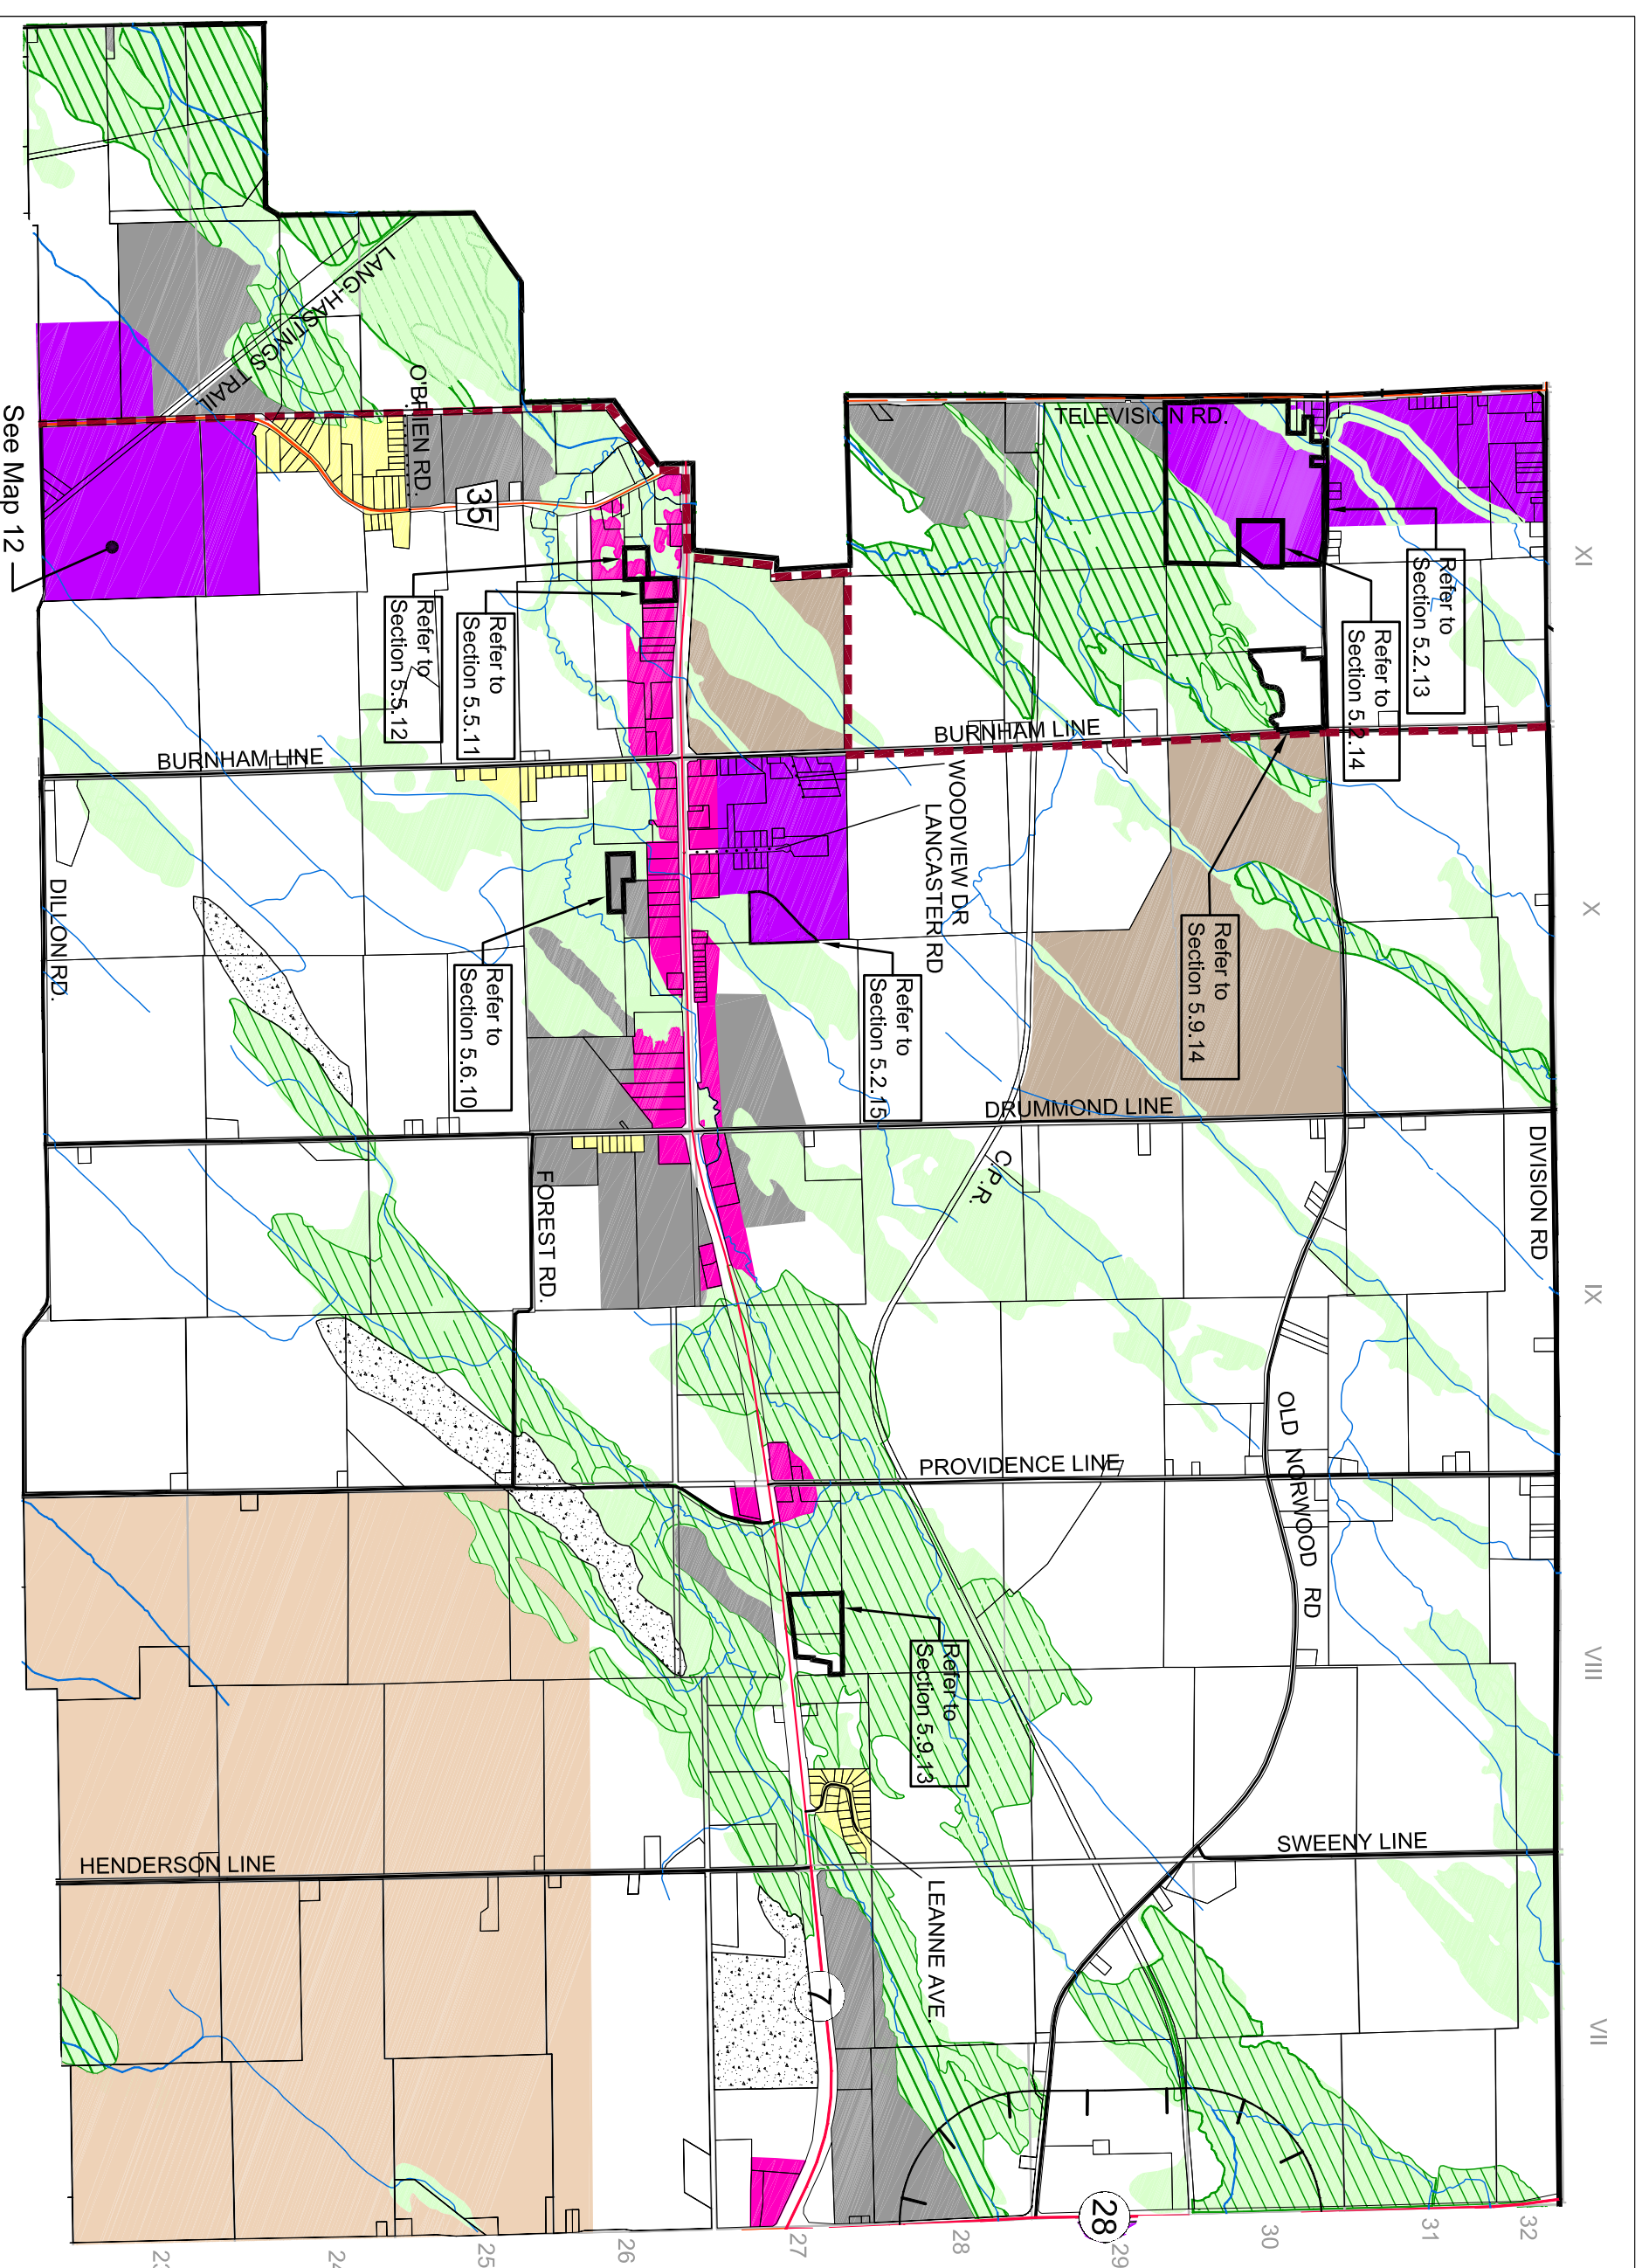 XI
X
IX
VIII
VII
LANG-HASTINGS TRAIL
O'BRIEN RD.
35
TELEVISION RD.
Refer to
Section 5.2.13
Refer to
Section 5.2.14
Refer to
Section 5.5.12
Refer to
Section 5.5.11
See Map 12
BURNHAM LINE
BURNHAM LINE
WOODVIEW DR
LANCASTER RD
Refer to
Section 5.9.14
Refer to
Section 5.2.15
Refer to
Section 5.6.10
DILLON RD.
DRUMMOND LINE
DIVISION RD
C.P.R.
FOREST RD.
OLD NORWOOD RD
PROVIDENCE LINE
Refer to
Section 5.9.13
SWEENY LINE
HENDERSON LINE
LEANNE AVE.
7
28
23
24
25
26
27
28
29
30
31
32